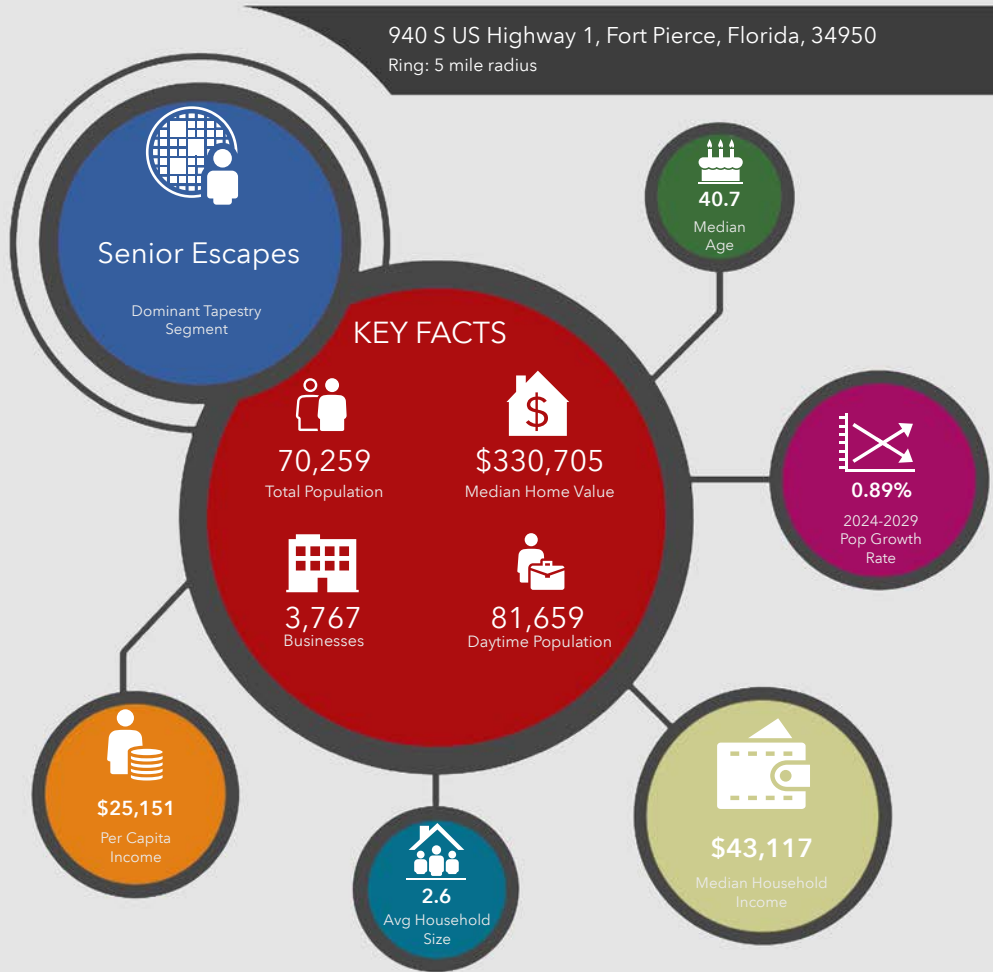 940 S US Highway 1, Fort Pierce, Florida, 34950
Ring: 5 mile radius
Senior Escapes
Dominant Tapestry
Segment
40.7
Median
Age
KEY FACTS
$
70,259
Total Population
$330,705
Median Home Value
3,767
Businesses
81,659
Daytime Population
0.89%
2024-2029
Pop Growth
Rate
$25,151
Per Capita
Income
2.6
Avg Household
Size
$43,117
Median Household
Income